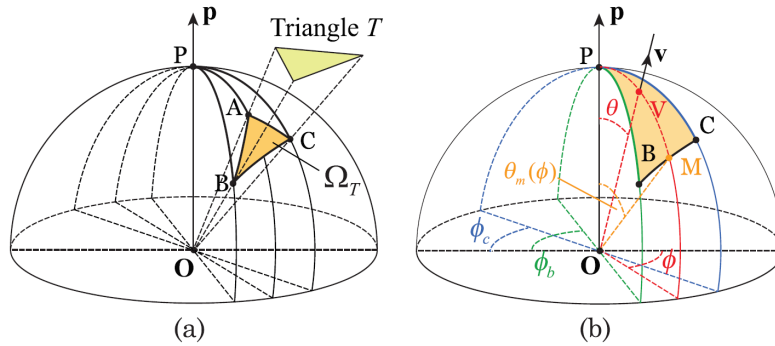 p
P
Triangle T
A
C
B
Ω_T
O
(a)
p
P
v
θ
V
C
B
M
θ_m(ϕ)
ϕ_c
ϕ_b
O
ϕ
(b)